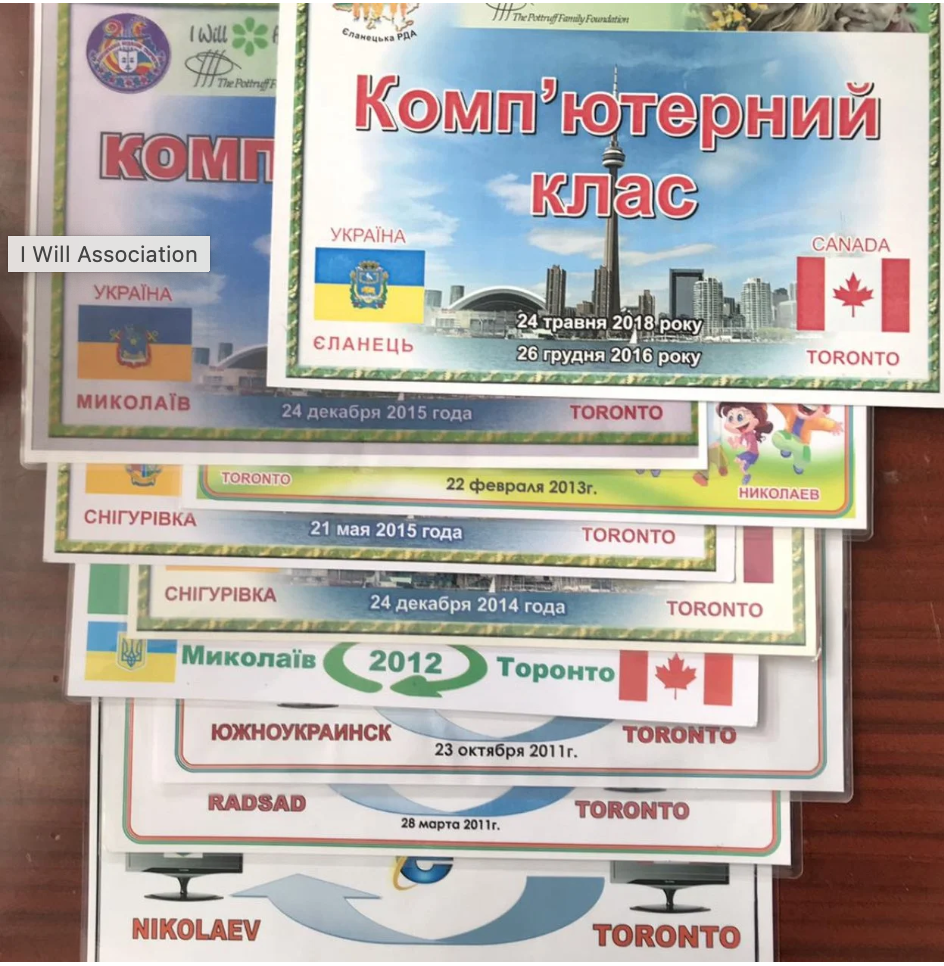 I Will
The Pottruff F
Єланецька РДА
The Pottruff Family Foundation
КОМП
Комп’ютерний
клас
УКРАЇНА
CANADA
24 травня 2018 року
26 грудня 2016 року
ЄЛАНЕЦЬ
TORONTO
I Will Association
УКРАЇНА
МИКОЛАЇВ
24 декабря 2015 года
TORONTO
TORONTO
22 февраля 2013г.
НИКОЛАЕВ
СНІГУРІВКА
21 мая 2015 года
TORONTO
СНІГУРІВКА
24 декабря 2014 года
TORONTO
Миколаїв
2012
Торонто
ЮЖНОУКРАИНСК
23 октября 2011г.
TORONTO
RADSAD
28 марта 2011г.
TORONTO
NIKOLAEV
TORONTO